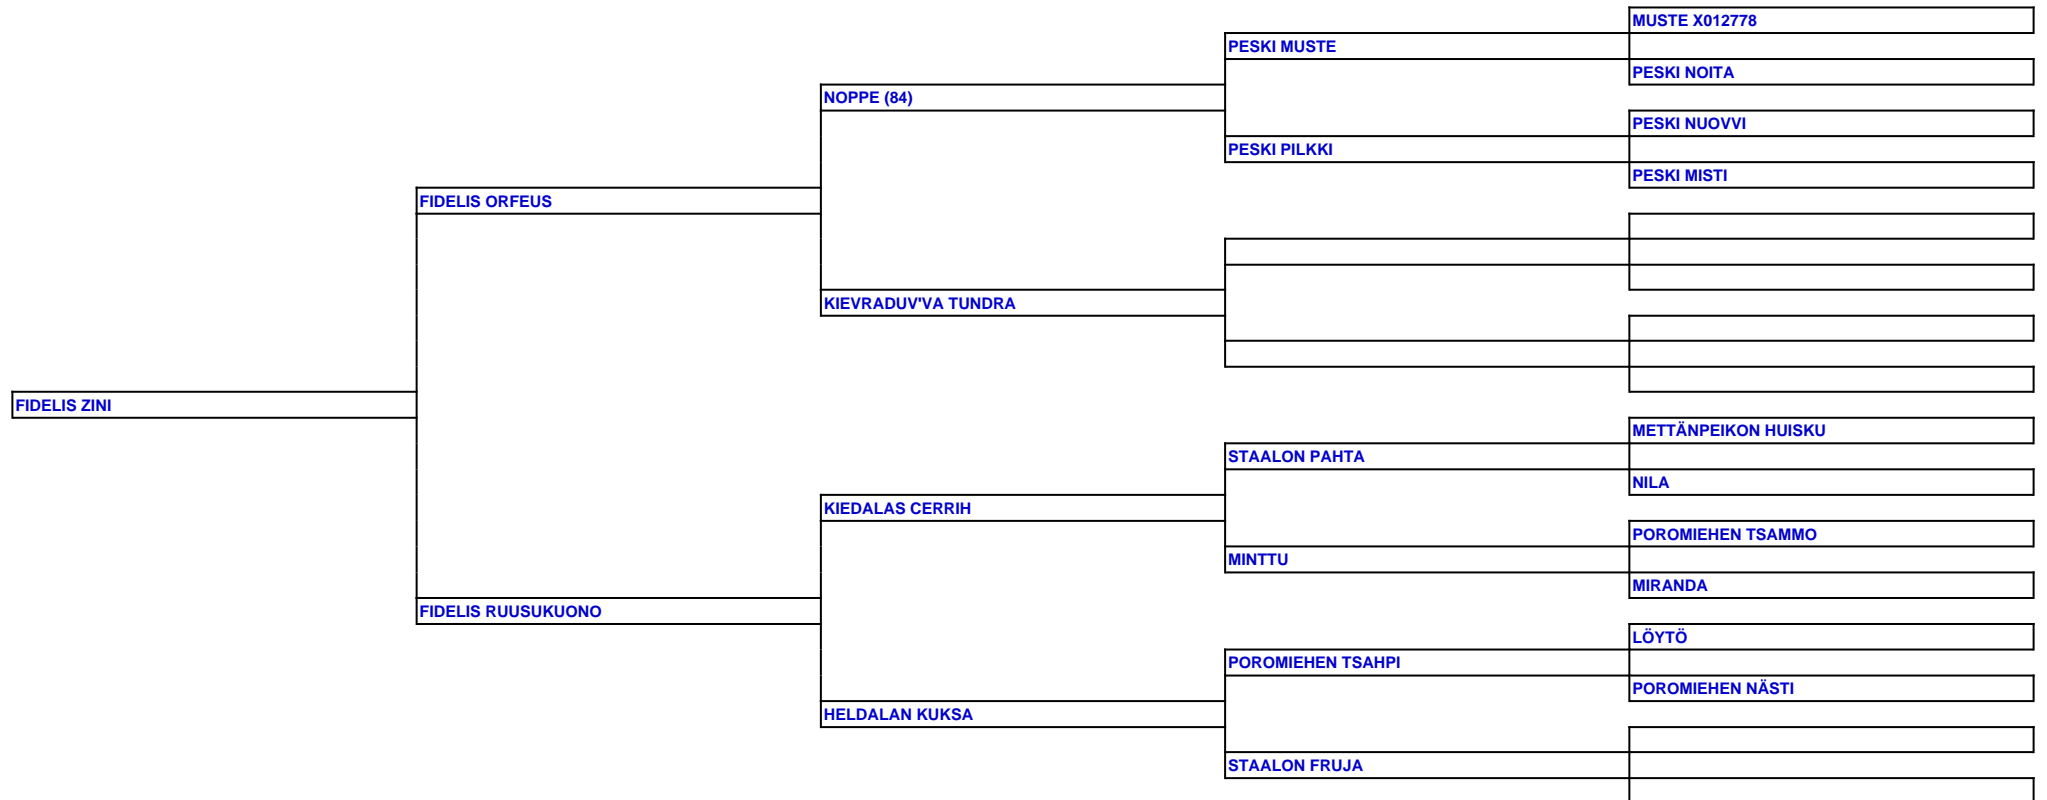 MUSTE X012778
PESKI MUSTE
PESKI NOITA
NOPPE (84)
PESKI NUOVVI
PESKI PILKKI
PESKI MISTI
FIDELIS ORFEUS
KIEVRADUV'VA TUNDRA
FIDELIS ZINI
METTÄNPEIKON HUISKU
STAALON PAHTA
NILA
KIEDALAS CERRIH
POROMIEHEN TSAMMO
MINTTU
MIRANDA
FIDELIS RUUSUKUONO
LÖYTÖ
POROMIEHEN TSAHPI
POROMIEHEN NÄSTI
HELDALAN KUKSA
STAALON FRUJA